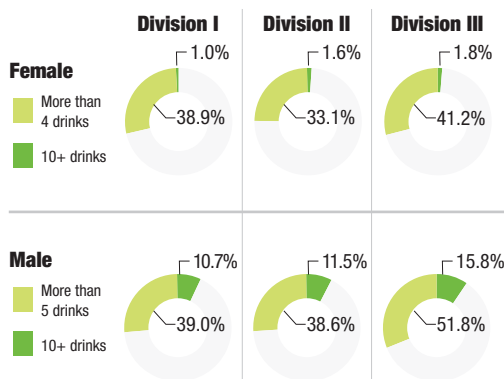 Division I Division II Division III
Female
1.0% 1.6% 1.8%
More than
4 drinks
38.9% 33.1% 41.2%
10+ drinks
Male
10.7% 11.5% 15.8%
More than
5 drinks
39.0% 38.6% 51.8%
10+ drinks